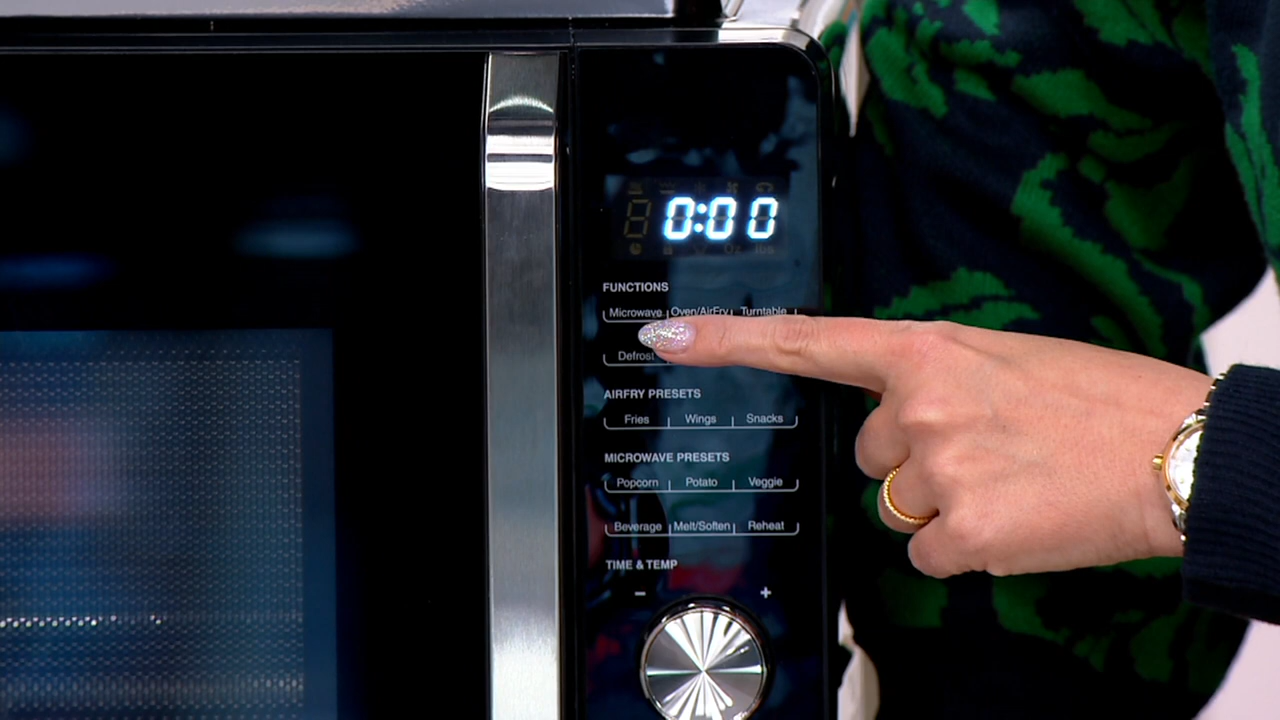 0:00
FUNCTIONS
Microwave Oven/AirFry Turntable
Defrost
AIRFRY PRESETS
Fries Wings Snacks
MICROWAVE PRESETS
Popcorn Potato Veggie
Beverage Melt/Soften Reheat
TIME & TEMP
− +